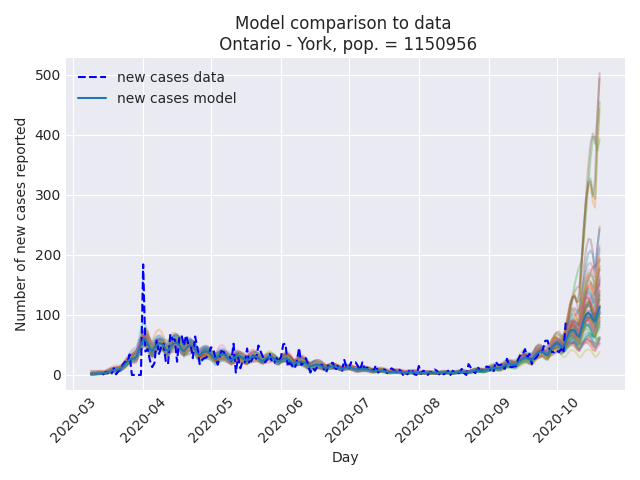 Model comparison to data
Ontario - York, pop. = 1150956
new cases data
new cases model
500
400
300
200
100
0
Number of new cases reported
2020-03
2020-04
2020-05
2020-06
2020-07
2020-08
2020-09
2020-10
Day